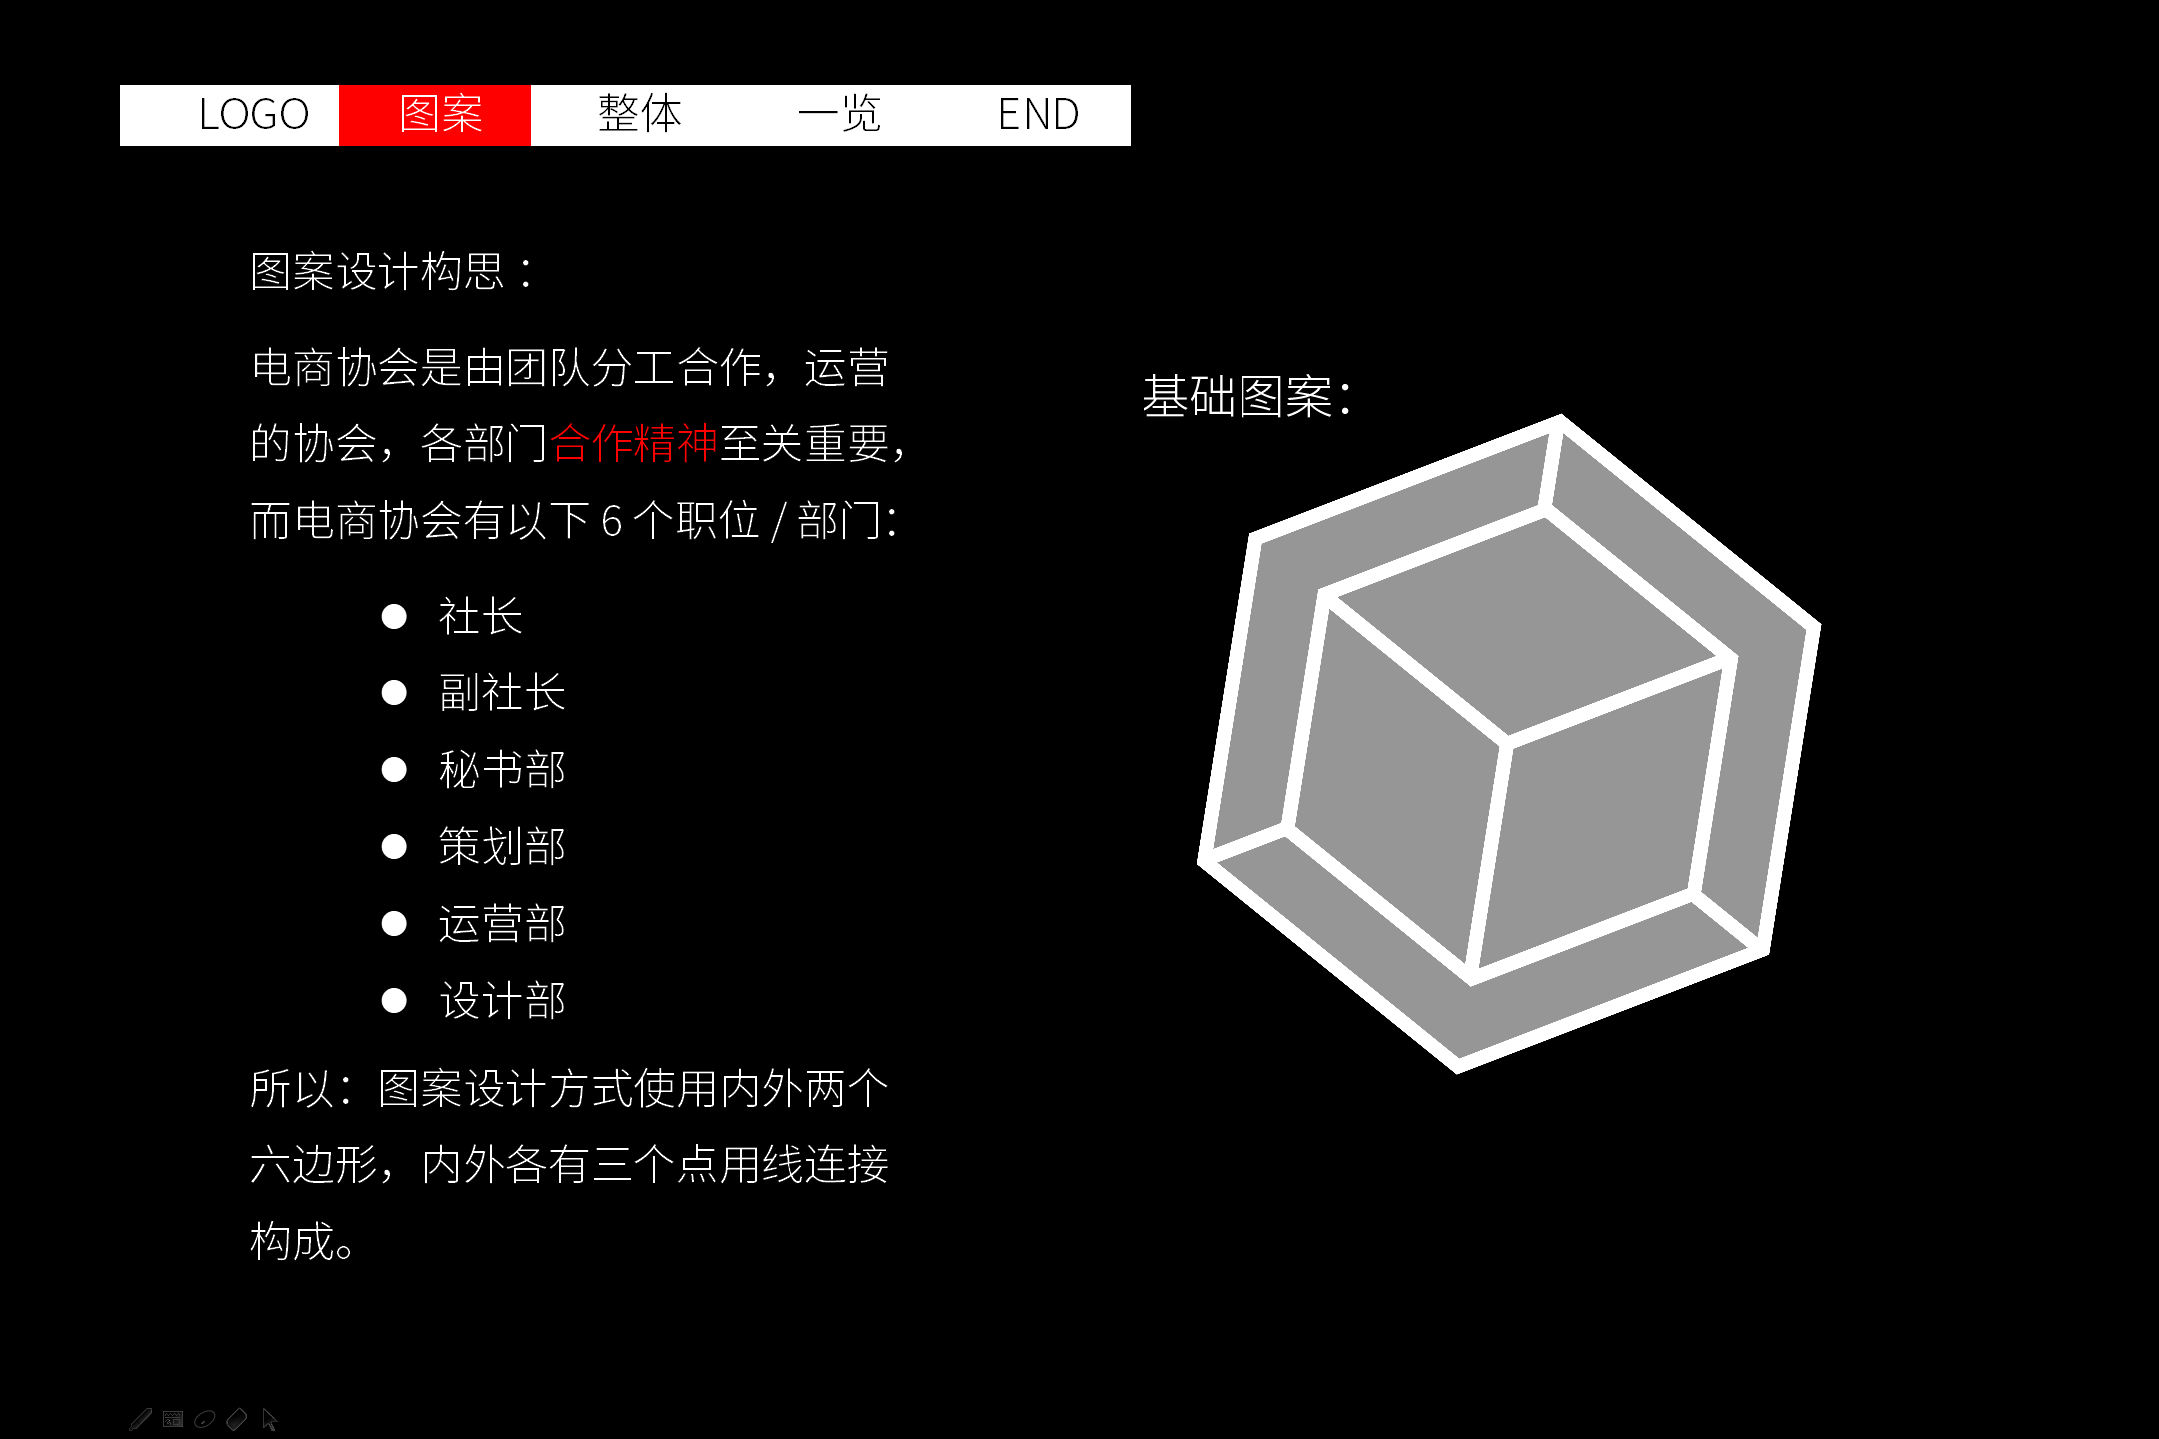 LOGO 图案 整体 一览 END
图案设计构思：
电商协会是由团队分工合作，运营
的协会，各部门合作精神至关重要，
而电商协会有以下 6 个职位 / 部门：
● 社长
● 副社长
● 秘书部
● 策划部
● 运营部
● 设计部
所以：图案设计方式使用内外两个
六边形，内外各有三个点用线连接
构成。
基础图案：